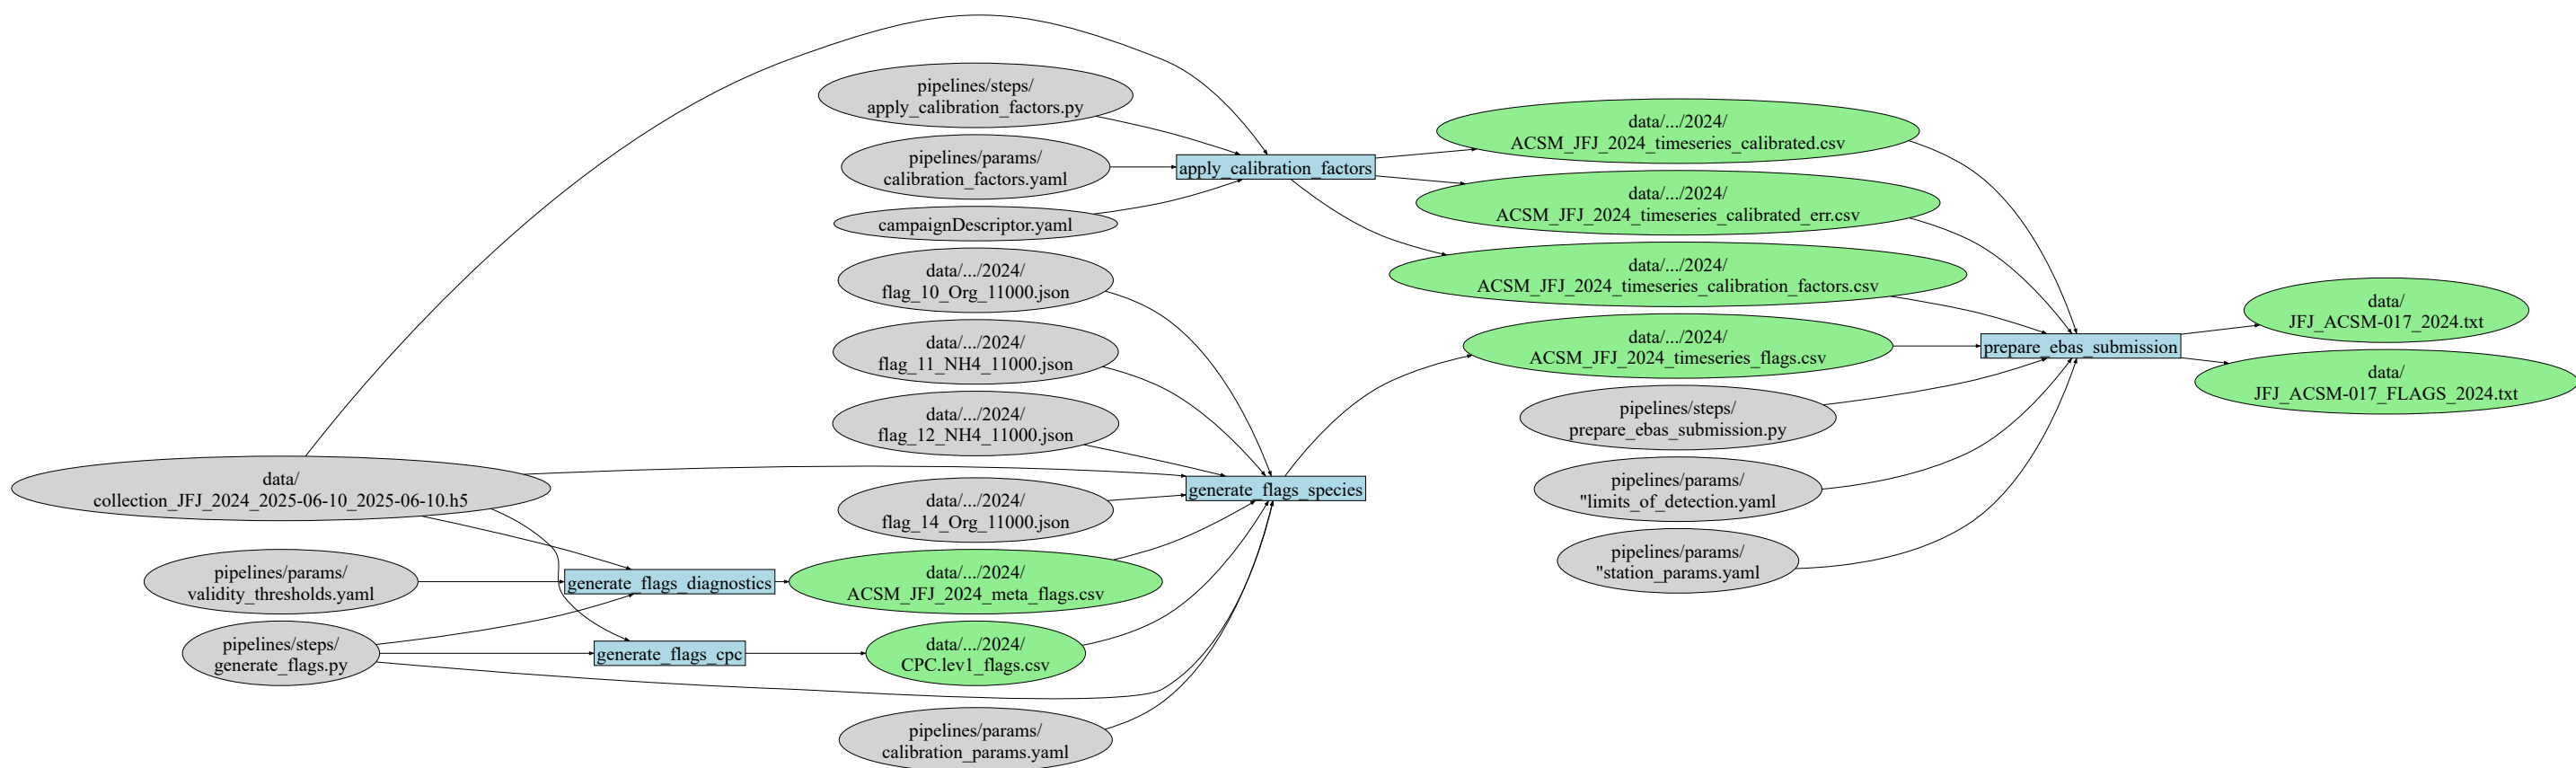 pipelines/steps/
apply_calibration_factors.py
pipelines/params/
calibration_factors.yaml
campaignDescriptor.yaml
data/.../2024/
flag_10_Org_11000.json
data/.../2024/
flag_11_NH4_11000.json
data/.../2024/
flag_12_NH4_11000.json
data/
collection_JFJ_2024_2025-06-10_2025-06-10.h5
data/.../2024/
flag_14_Org_11000.json
pipelines/params/
validity_thresholds.yaml
generate_flags_diagnostics
data/.../2024/
ACSM_JFJ_2024_meta_flags.csv
pipelines/steps/
generate_flags.py
generate_flags_cpc
data/.../2024/
CPC.lev1_flags.csv
pipelines/params/
calibration_params.yaml
apply_calibration_factors
generate_flags_species
data/.../2024/
ACSM_JFJ_2024_timeseries_calibrated.csv
data/.../2024/
ACSM_JFJ_2024_timeseries_calibrated_err.csv
data/.../2024/
ACSM_JFJ_2024_timeseries_calibration_factors.csv
data/.../2024/
ACSM_JFJ_2024_timeseries_flags.csv
pipelines/steps/
prepare_ebas_submission.py
pipelines/params/
"limits_of_detection.yaml
pipelines/params/
"station_params.yaml
prepare_ebas_submission
data/
JFJ_ACSM-017_2024.txt
data/
JFJ_ACSM-017_FLAGS_2024.txt